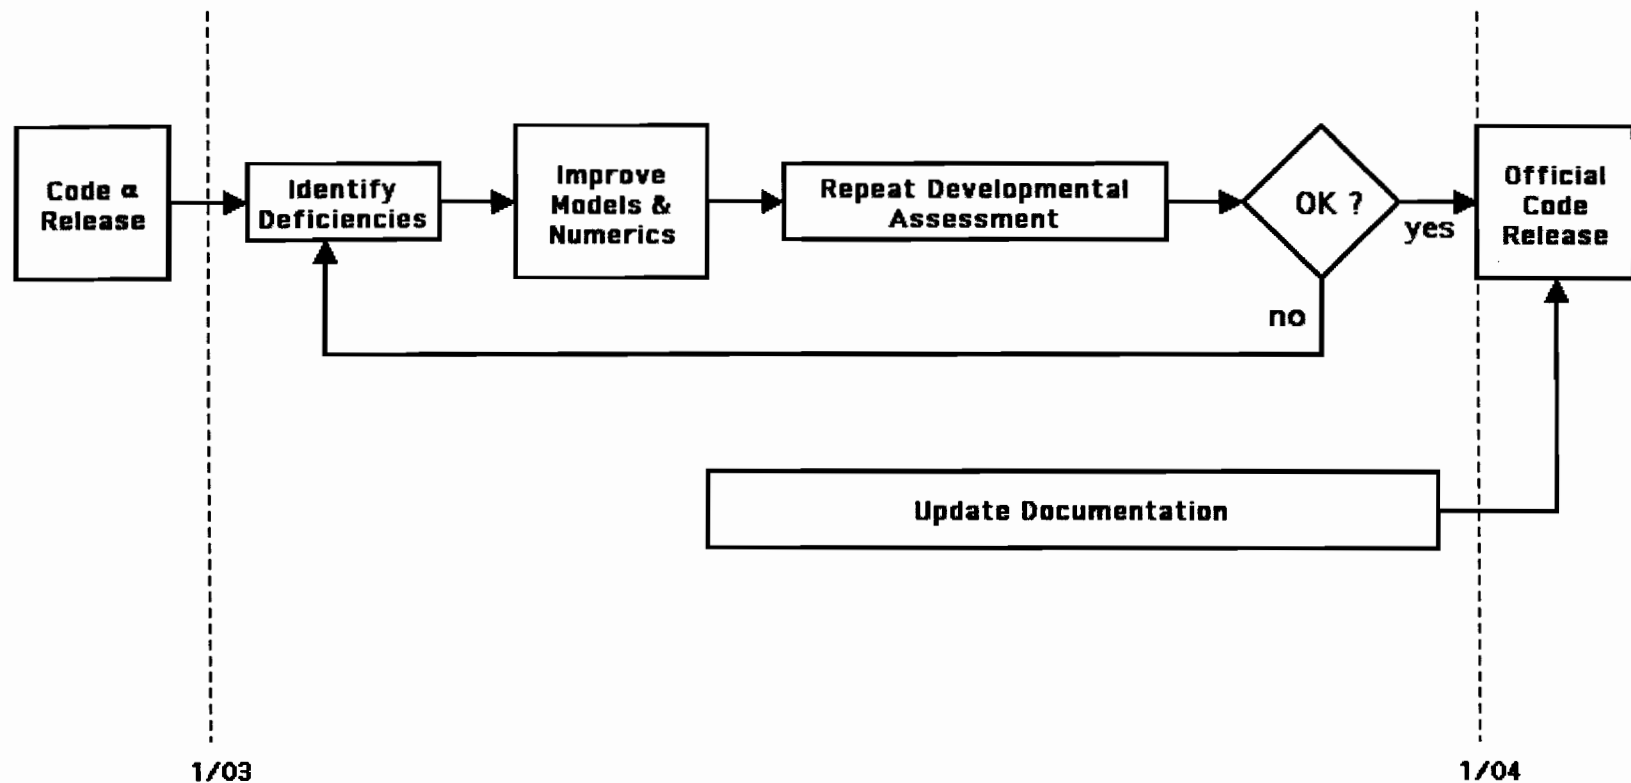 Code α
Release
Identify
Deficiencies
Improve
Models &
Numerics
Repeat Developmental
Assessment
OK ?
yes
no
Official
Code
Release
Update Documentation
1/03
1/04